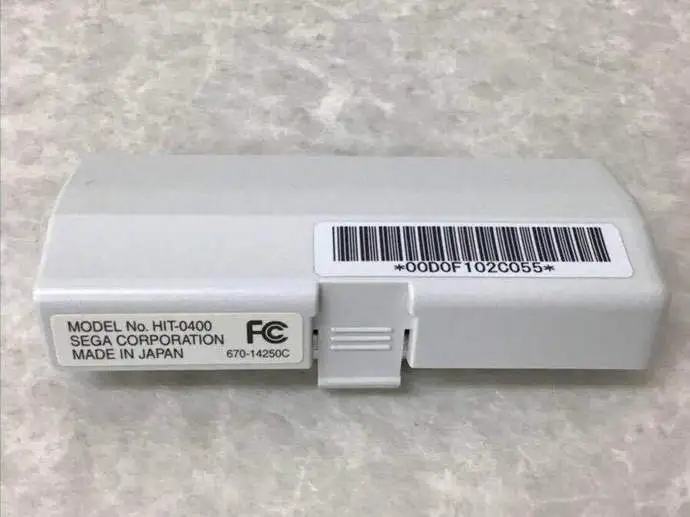 *00D0F102C055*
MODEL No. HIT-0400
SEGA CORPORATION
MADE IN JAPAN
FC
670-14250C